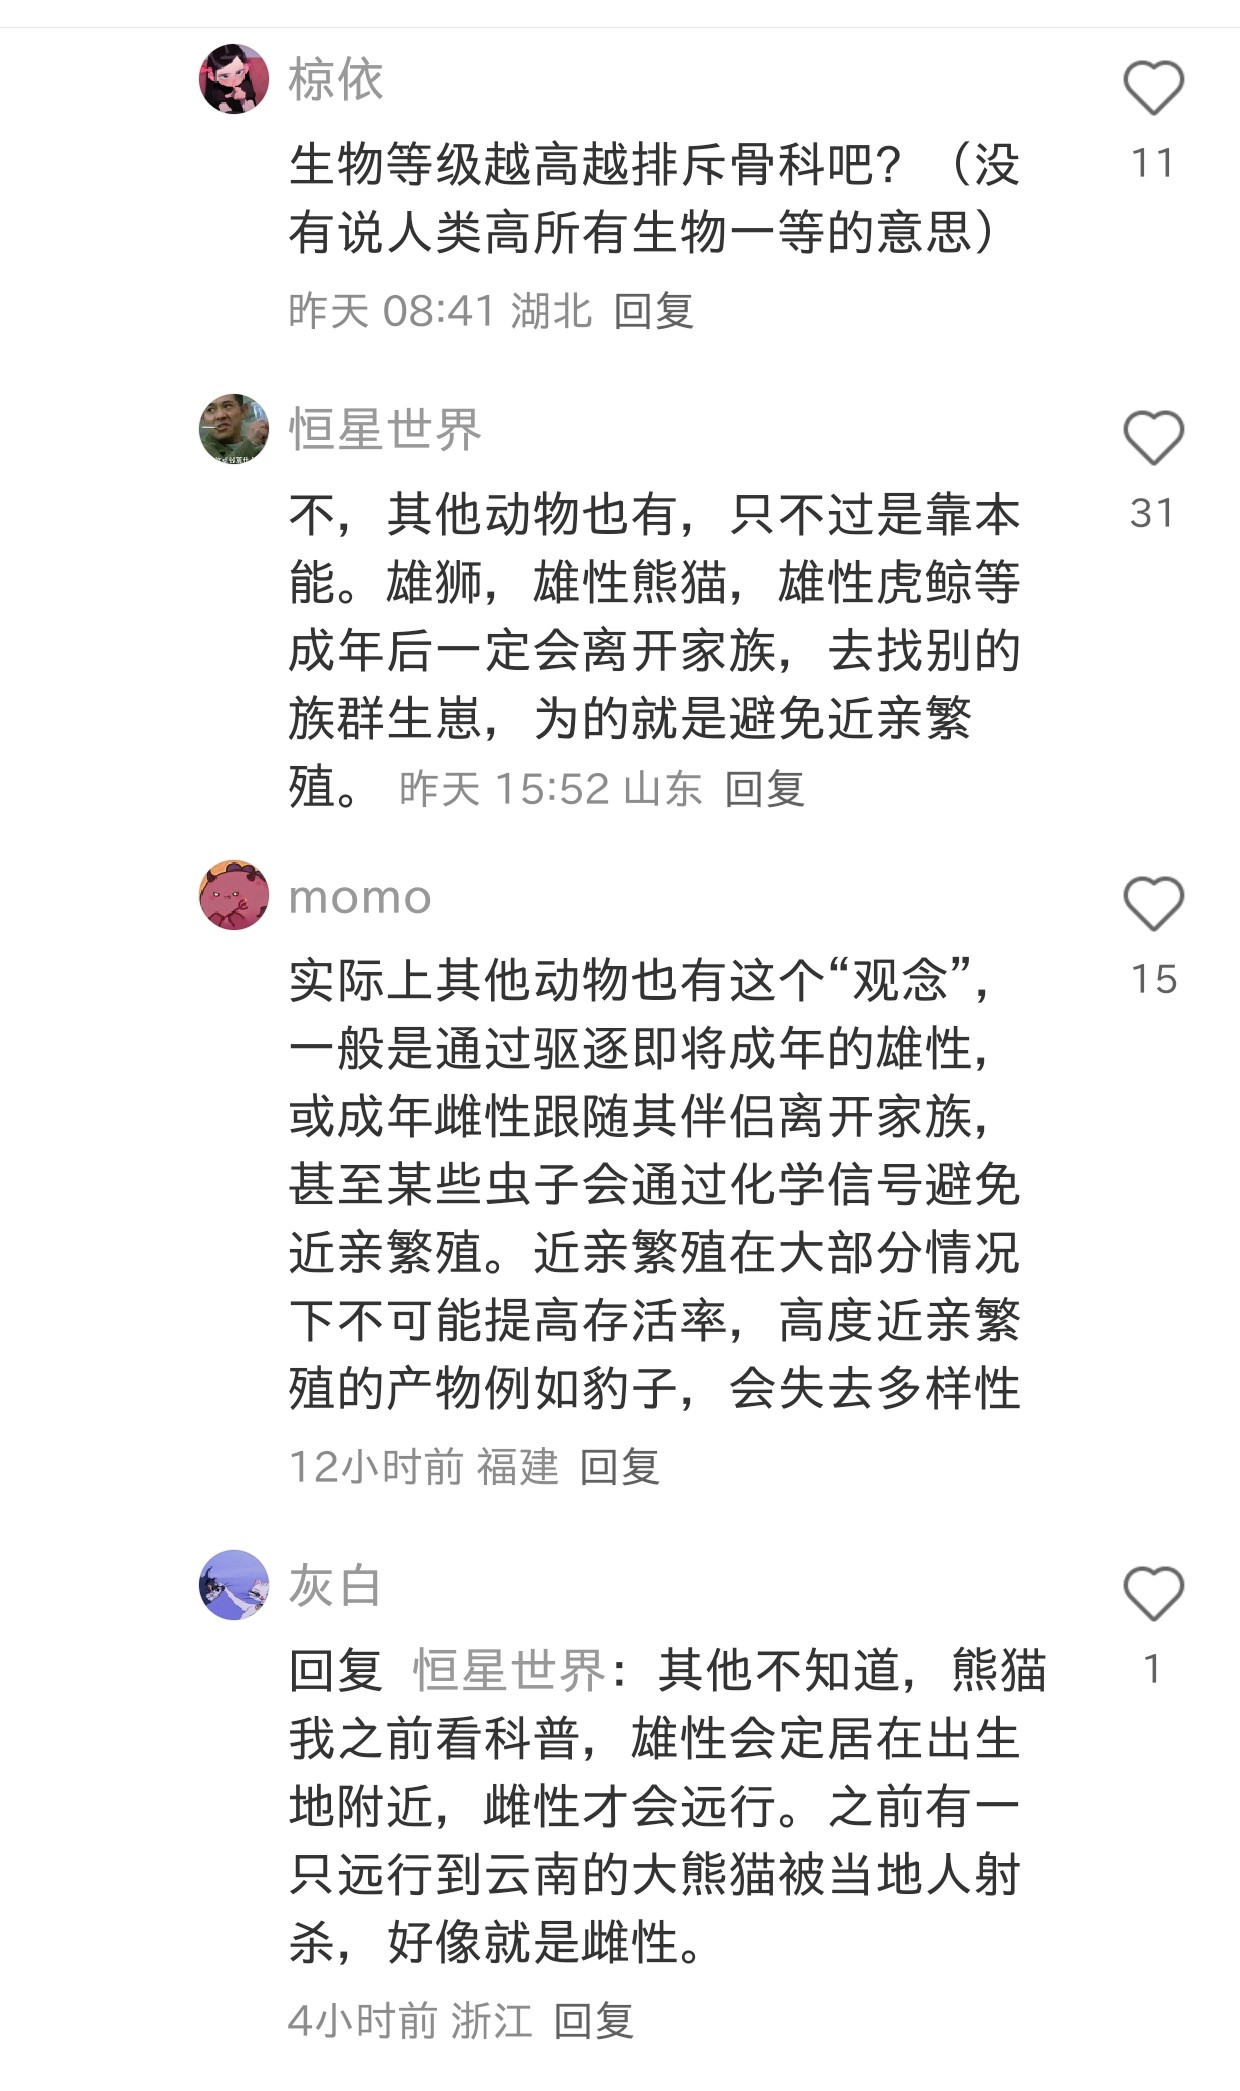 椋依
生物等级越高越排斥骨科吧？（没
有说人类高所有生物一等的意思）
11
昨天 08:41 湖北 回复
恒星世界
不，其他动物也有，只不过是靠本
能。雄狮，雄性熊猫，雄性虎鲸等
成年后一定会离开家族，去找别的
族群生崽，为的就是避免近亲繁
殖。 昨天 15:52 山东 回复
31
momo
实际上其他动物也有这个“观念”，
一般是通过驱逐即将成年的雄性，
或成年雌性跟随其伴侣离开家族，
甚至某些虫子会通过化学信号避免
近亲繁殖。近亲繁殖在大部分情况
下不可能提高存活率，高度近亲繁
殖的产物例如豹子，会失去多样性
15
12小时前 福建 回复
灰白
回复 恒星世界：其他不知道，熊猫
我之前看科普，雄性会定居在出生
地附近，雌性才会远行。之前有一
只远行到云南的大熊猫被当地人射
杀，好像就是雌性。
1
4小时前 浙江 回复